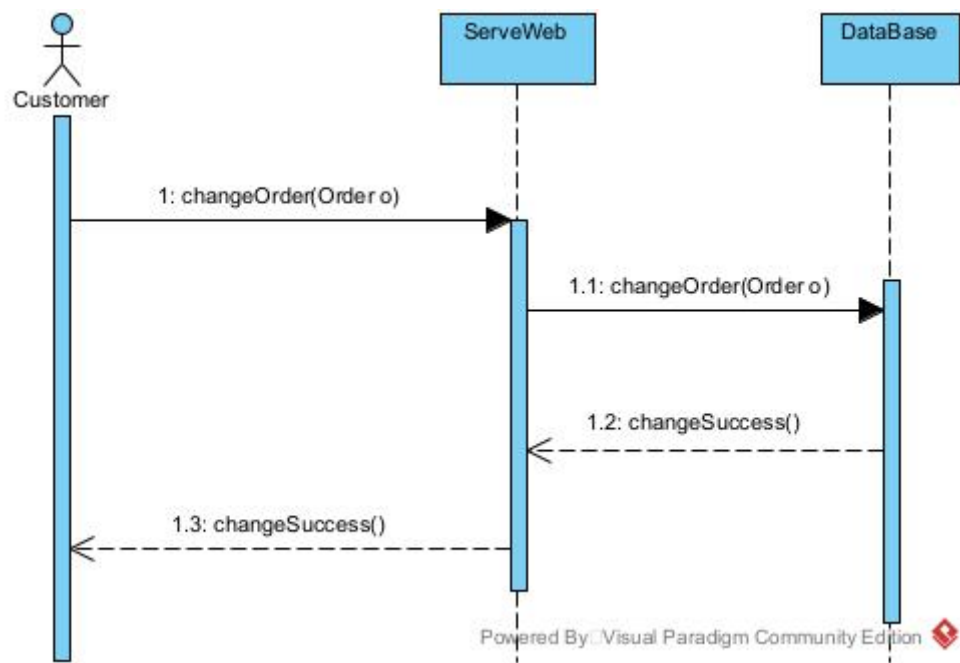 ServeWeb
DataBase
Customer
1: changeOrder(Order o)
1.1: changeOrder(Order o)
1.2: changeSuccess()
1.3: changeSuccess()
Powered By Visual Paradigm Community Edition